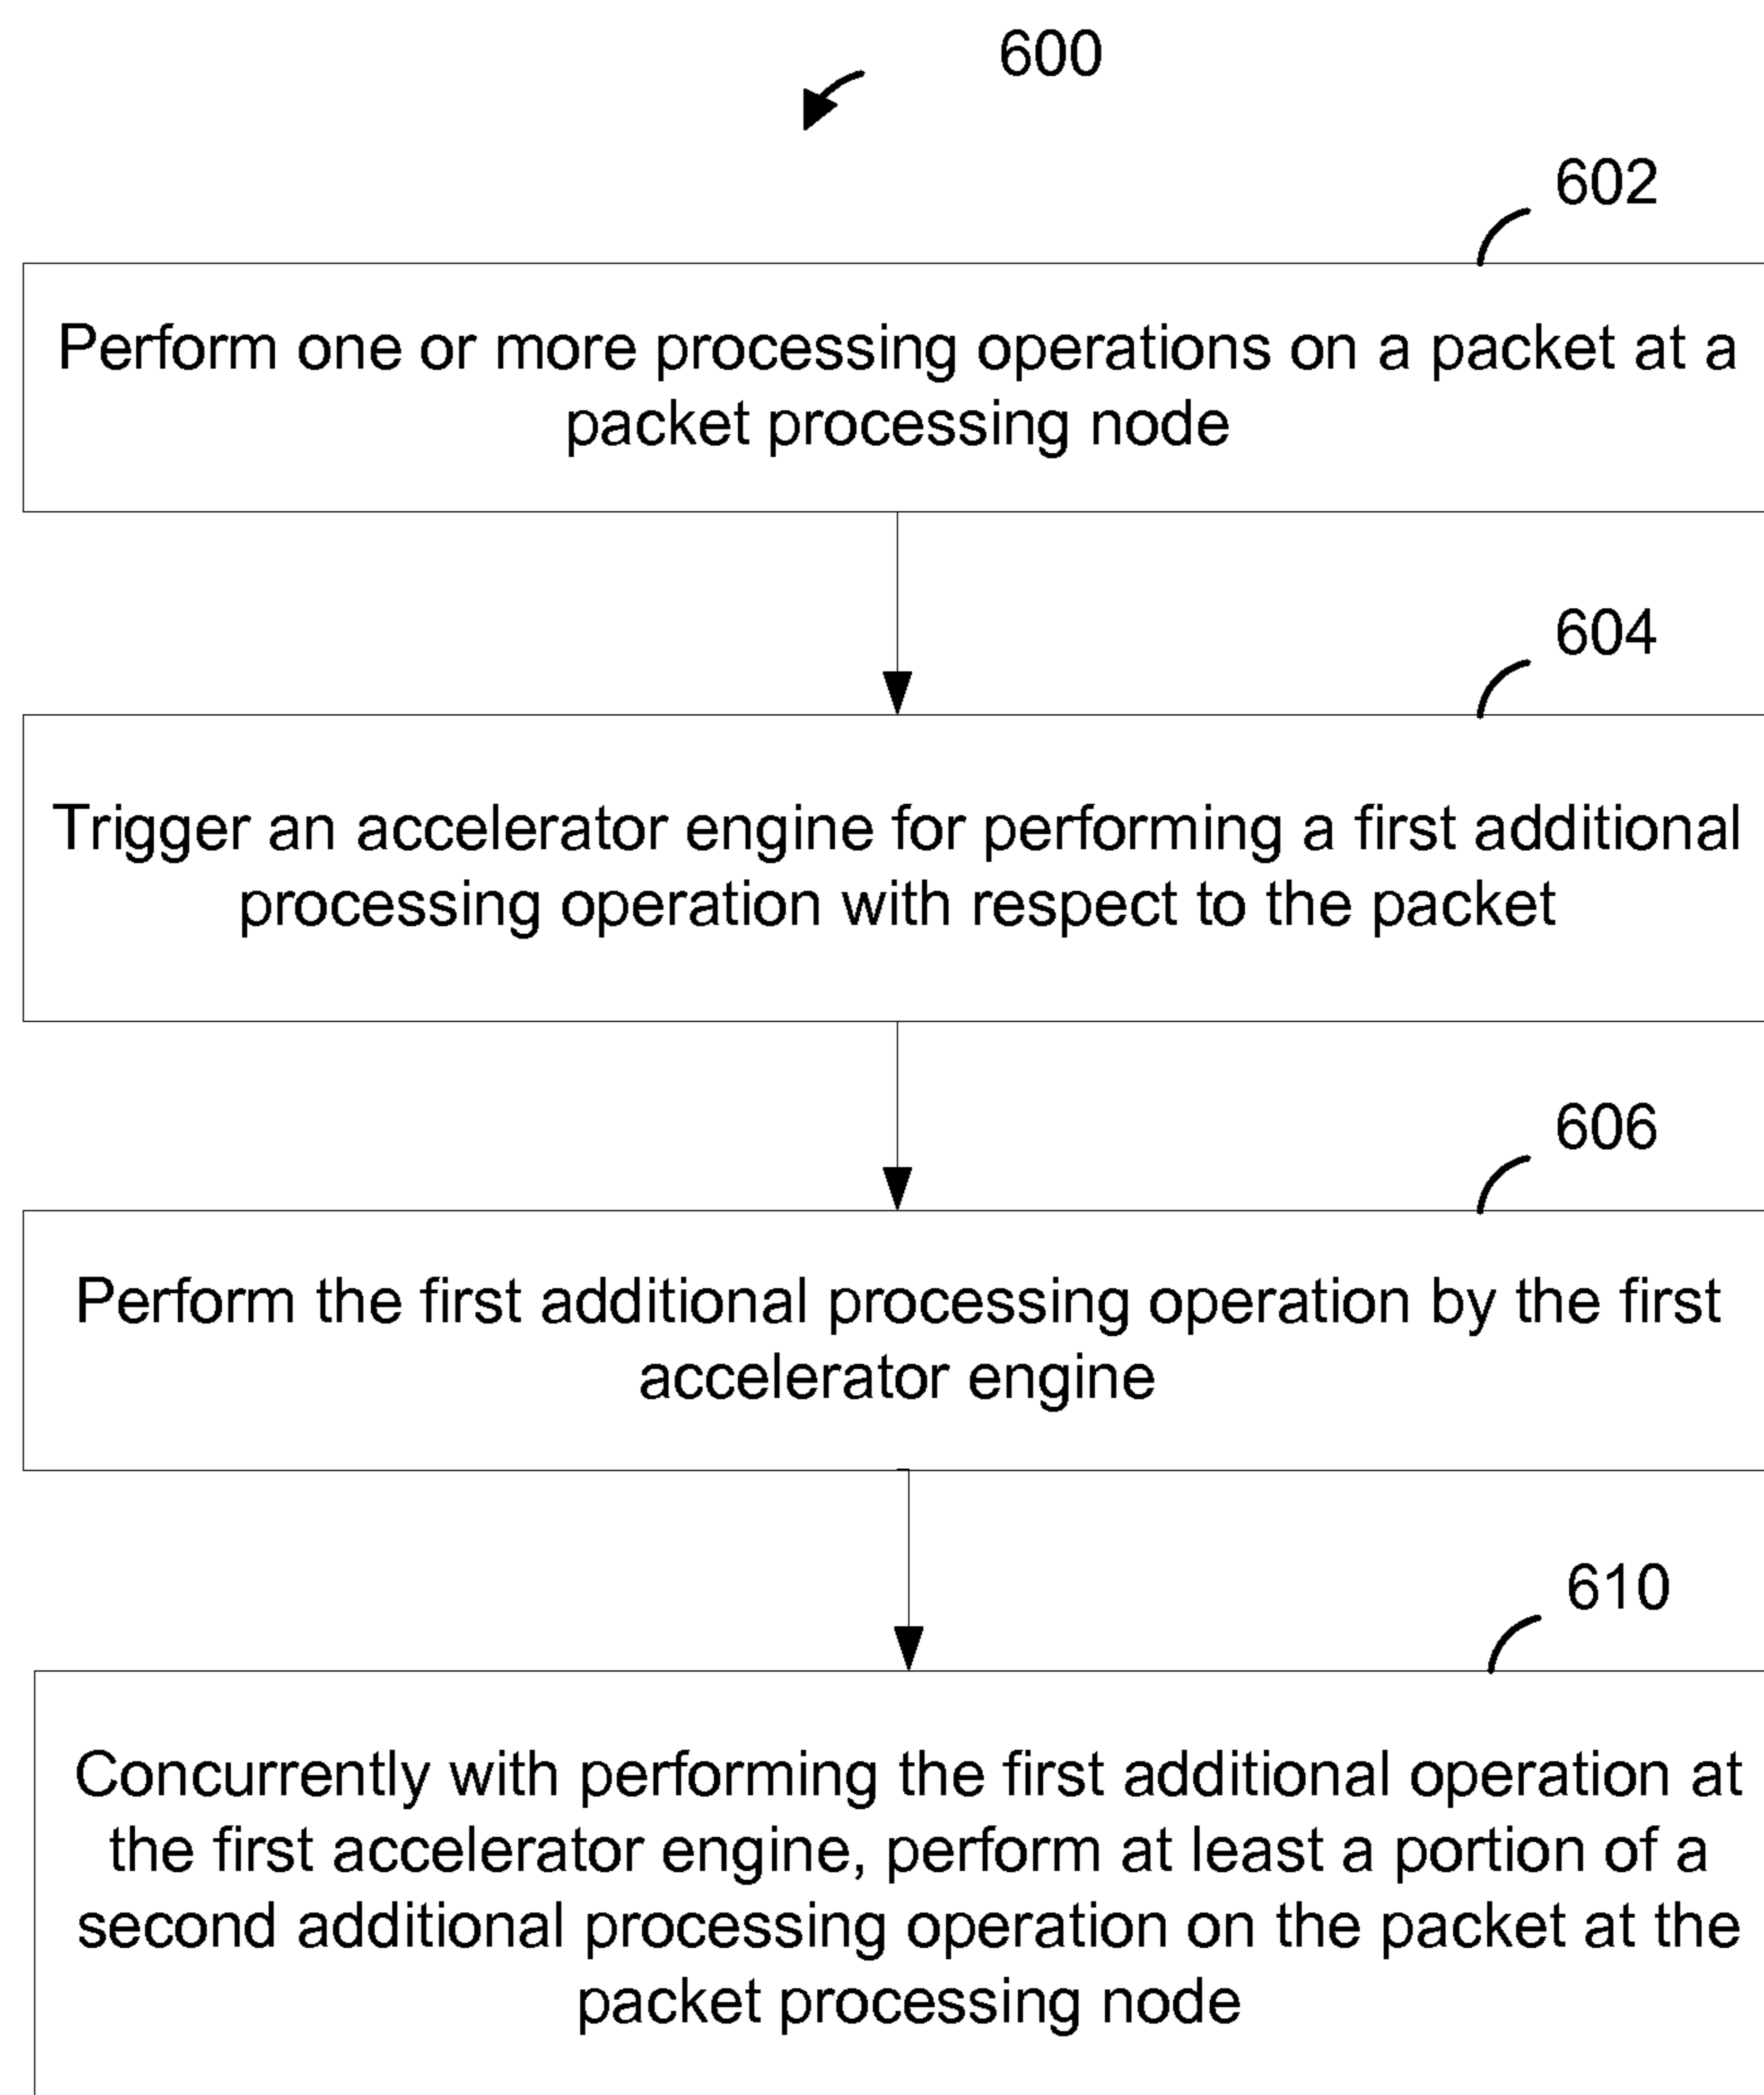 600
602
Perform one or more processing operations on a packet at a
packet processing node
604
Trigger an accelerator engine for performing a first additional
processing operation with respect to the packet
606
Perform the first additional processing operation by the first
accelerator engine
610
Concurrently with performing the first additional operation at
the first accelerator engine, perform at least a portion of a
second additional processing operation on the packet at the
packet processing node